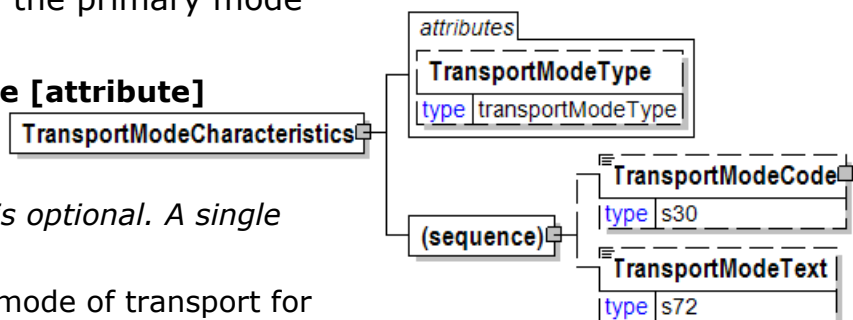 the primary mode
e [attribute]
s optional. A single
mode of transport for
attributes
TransportModeType
type transportModeType
TransportModeCharacteristics
(sequence)
TransportModeCode
type s30
TransportModeText
type s72